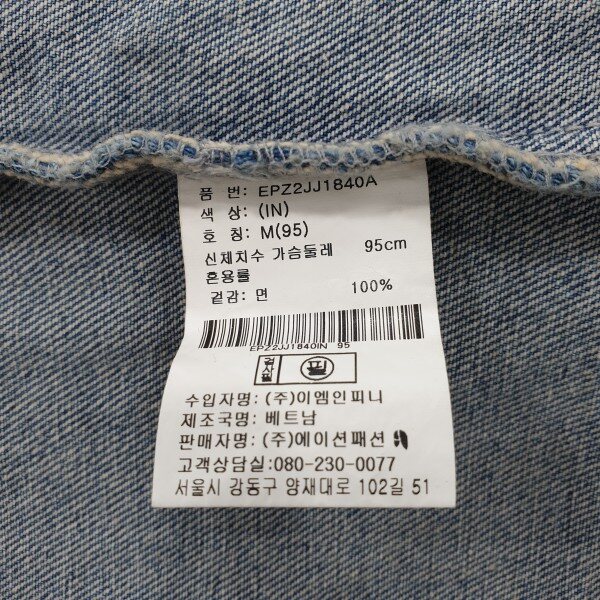 품 번: EPZ2JJ1840A
색 상: (IN)
호 칭: M(95)
신체치수 가슴둘레 95cm
혼용률
겉감: 면 100%
EPZ2JJ1840IN 95
검사필 필
수입자명: (주)이엠인피니
제조국명: 베트남
판매자명: (주)에이션패션
고객상담실:080-230-0077
서울시 강동구 양재대로 102길 51